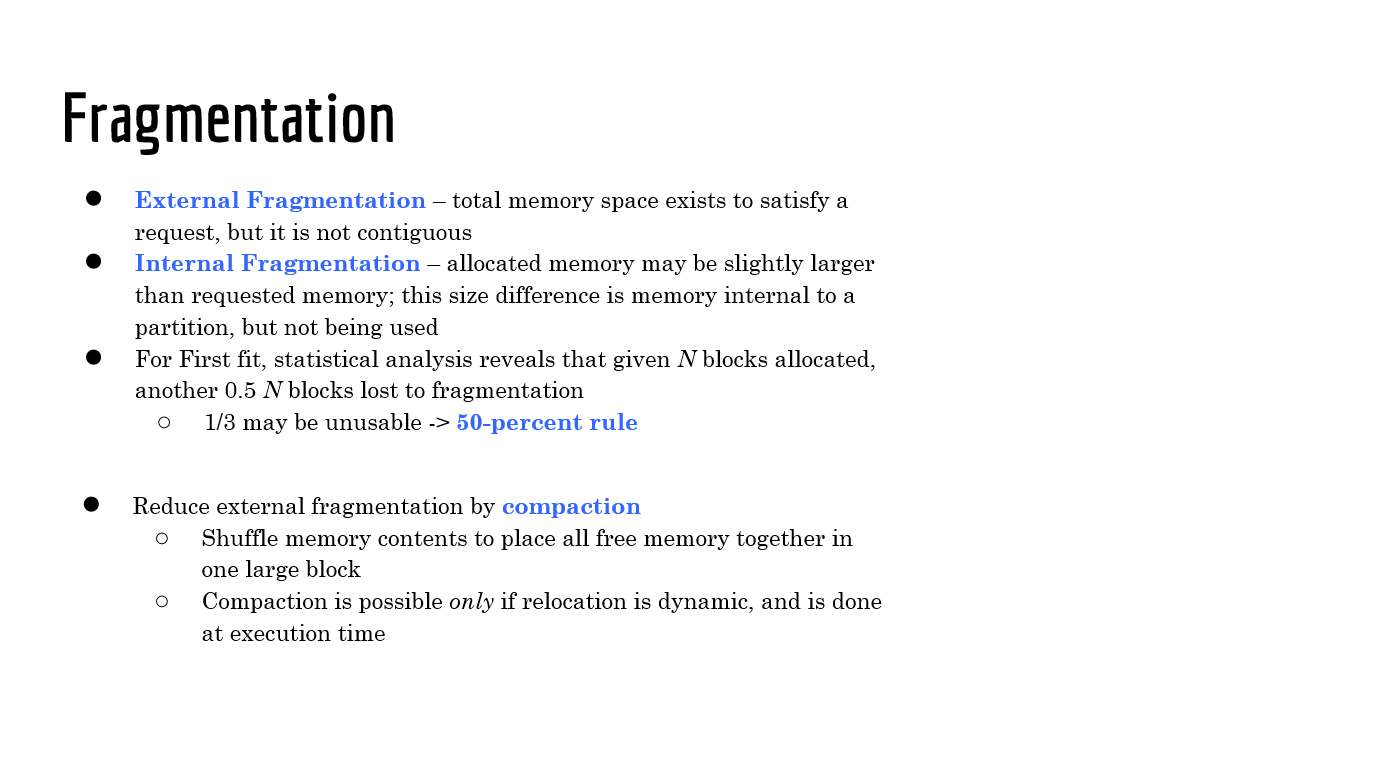 Fragmentation
● External Fragmentation – total memory space exists to satisfy a
request, but it is not contiguous
● Internal Fragmentation – allocated memory may be slightly larger
than requested memory; this size difference is memory internal to a
partition, but not being used
● For First fit, statistical analysis reveals that given N blocks allocated,
another 0.5 N blocks lost to fragmentation
○ 1/3 may be unusable -> 50-percent rule
● Reduce external fragmentation by compaction
○ Shuffle memory contents to place all free memory together in
one large block
○ Compaction is possible only if relocation is dynamic, and is done
at execution time